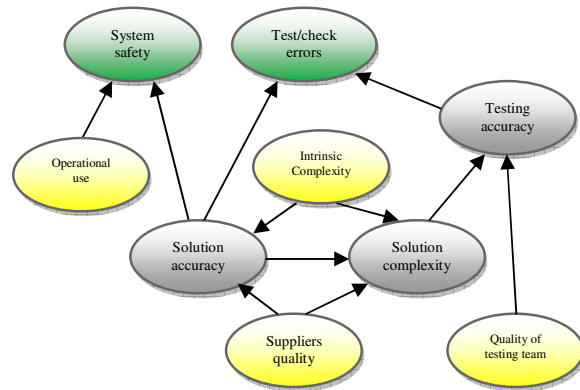 System
safety
Test/check
errors
Testing
accuracy
Operational
use
Intrinsic
Complexity
Solution
accuracy
Solution
complexity
Suppliers
quality
Quality of
testing team